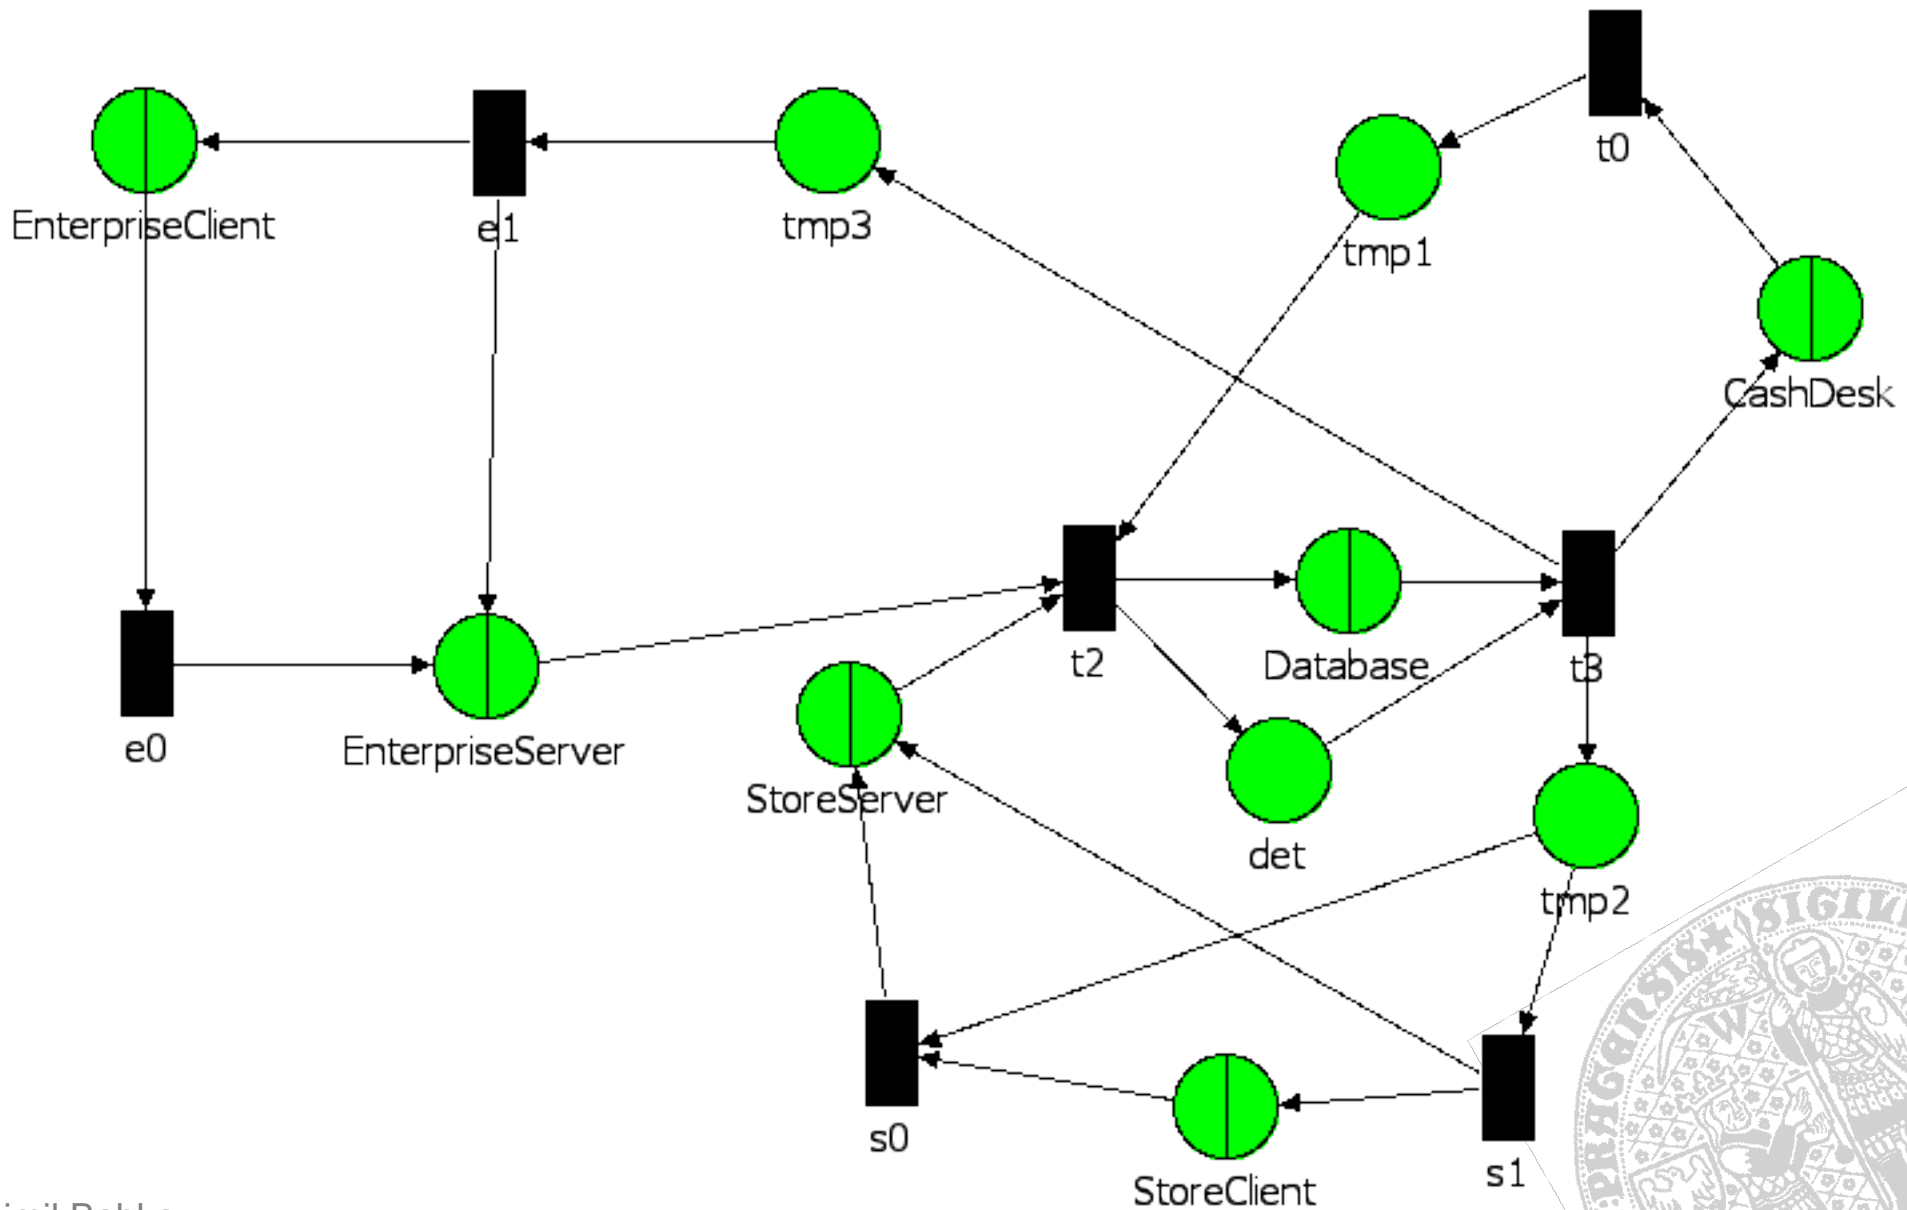 t0
EnterpriseClient
e1
tmp3
tmp1
CashDesk
t2
Database
t3
e0
EnterpriseServer
StoreServer
det
tmp2
s0
StoreClient
s1